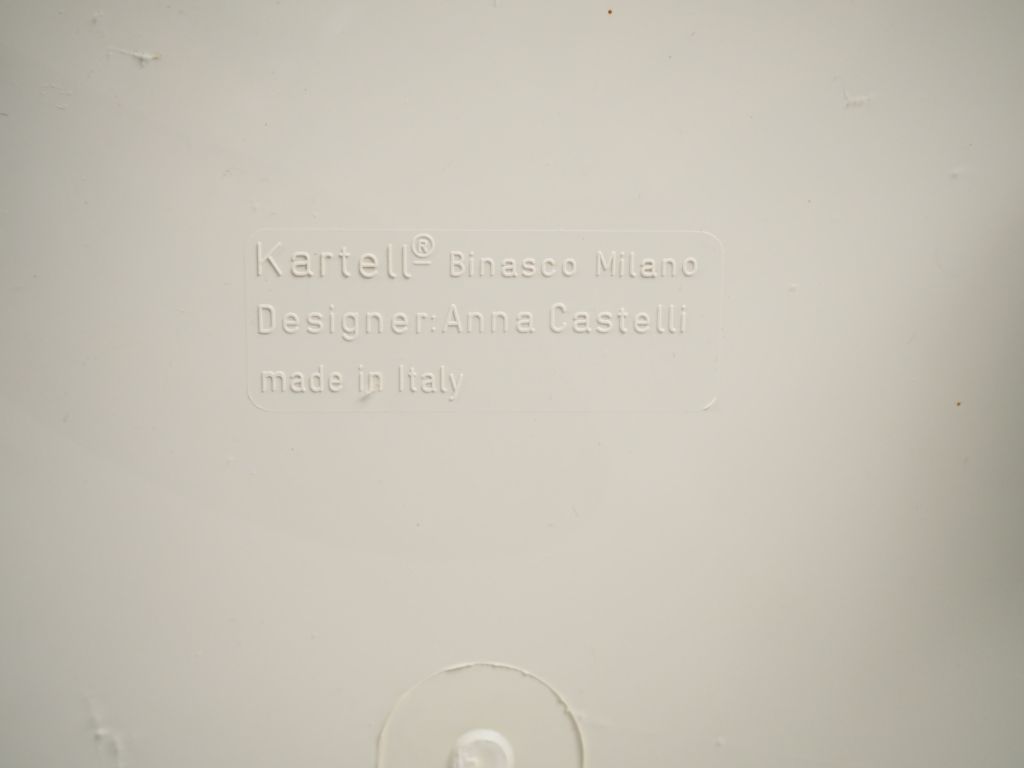 Kartell® Binasco Milano
Designer: Anna Castelli
made in Italy